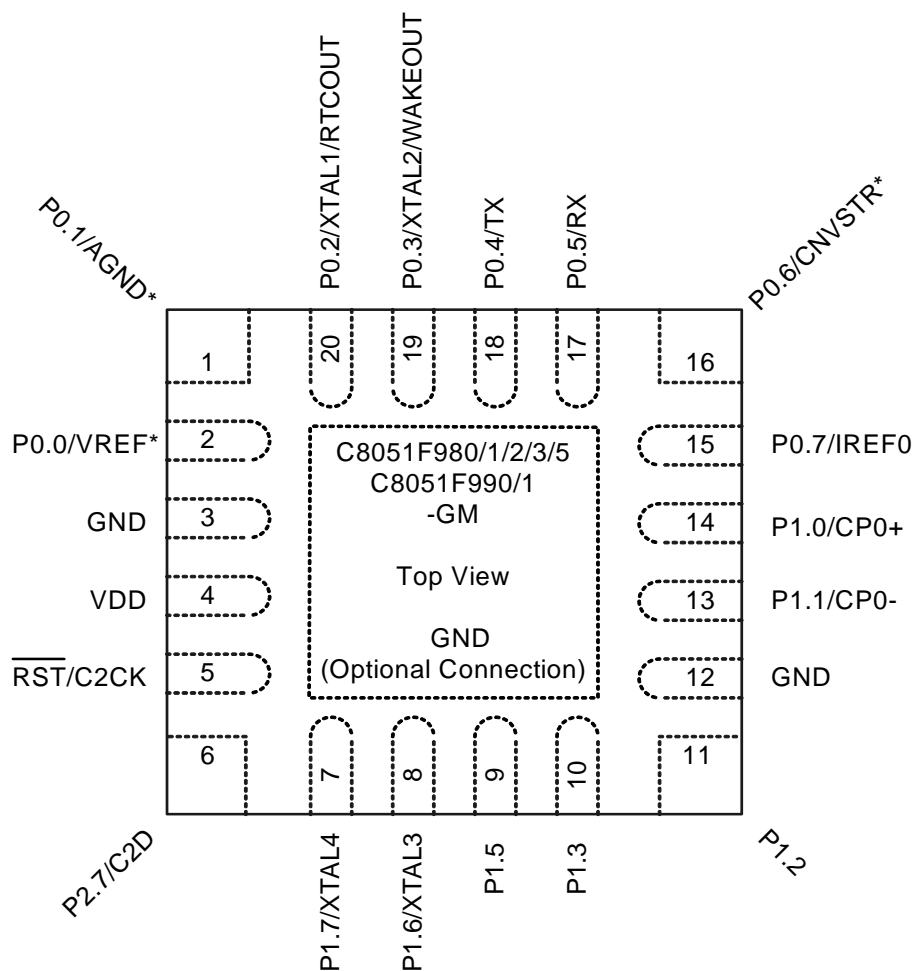 P0.2/XTAL1/RTCOUT
P0.3/XTAL2/WAKEOUT
P0.4/TX
P0.5/RX
P0.1/AGND*
P0.6/CNVSTR*
1
20
19
18
17
16
P0.0/VREF*
2
15
P0.7/IREF0
GND
3
14
P1.0/CP0+
VDD
4
13
P1.1/CP0-
RST/C2CK
5
12
GND
C8051F980/1/2/3/5
C8051F990/1
-GM
Top View
GND
(Optional Connection)
6
7
8
9
10
11
P2.7/C2D
P1.7/XTAL4
P1.6/XTAL3
P1.5
P1.3
P1.2